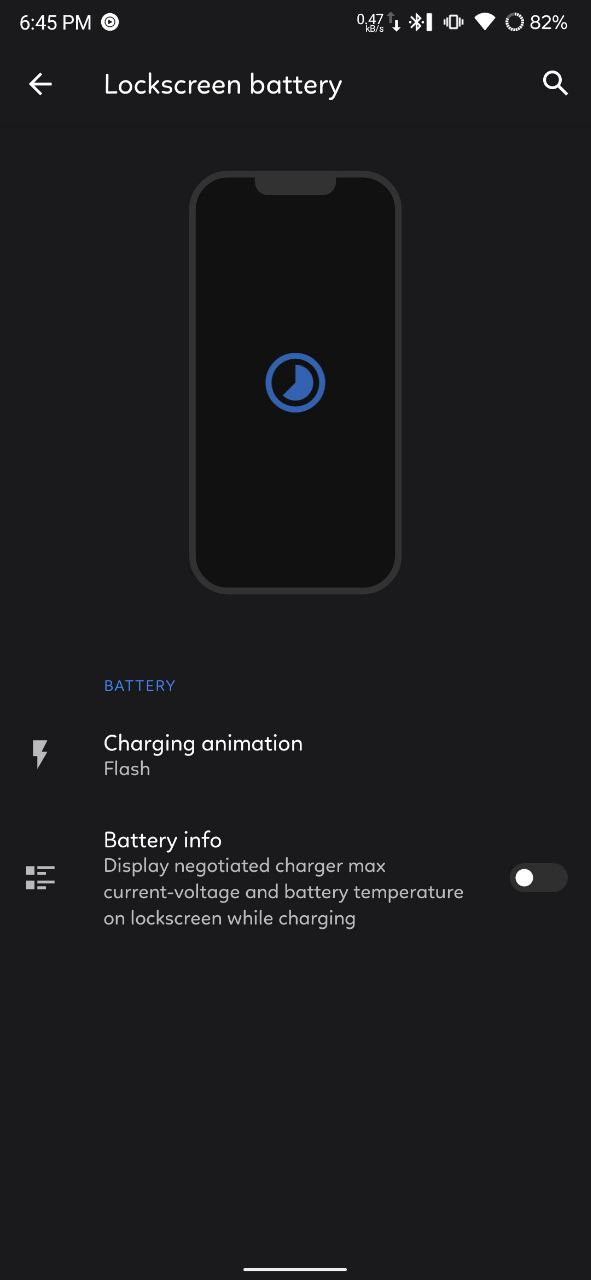 6:45 PM 0.47 kB/s 82%
Lockscreen battery
BATTERY
Charging animation
Flash
Battery info
Display negotiated charger max
current-voltage and battery temperature
on lockscreen while charging